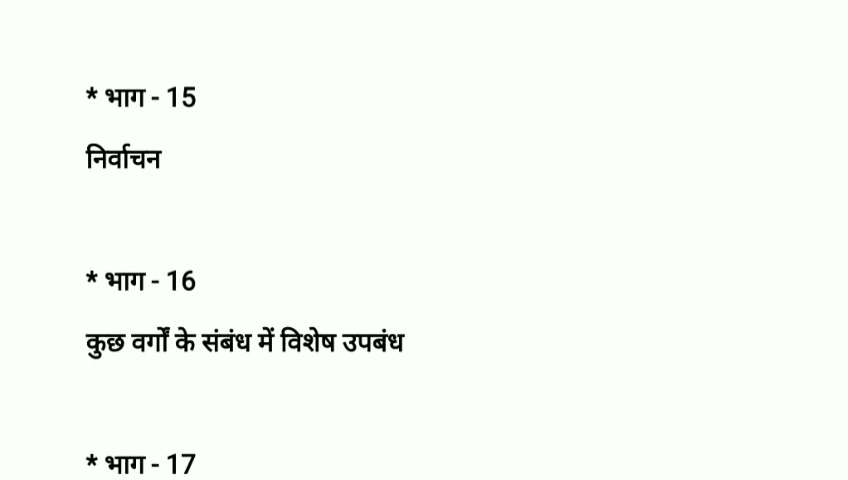 * भाग - 15
निर्वाचन
* भाग - 16
कुछ वर्गों के संबंध में विशेष उपबंध
* भाग - 17